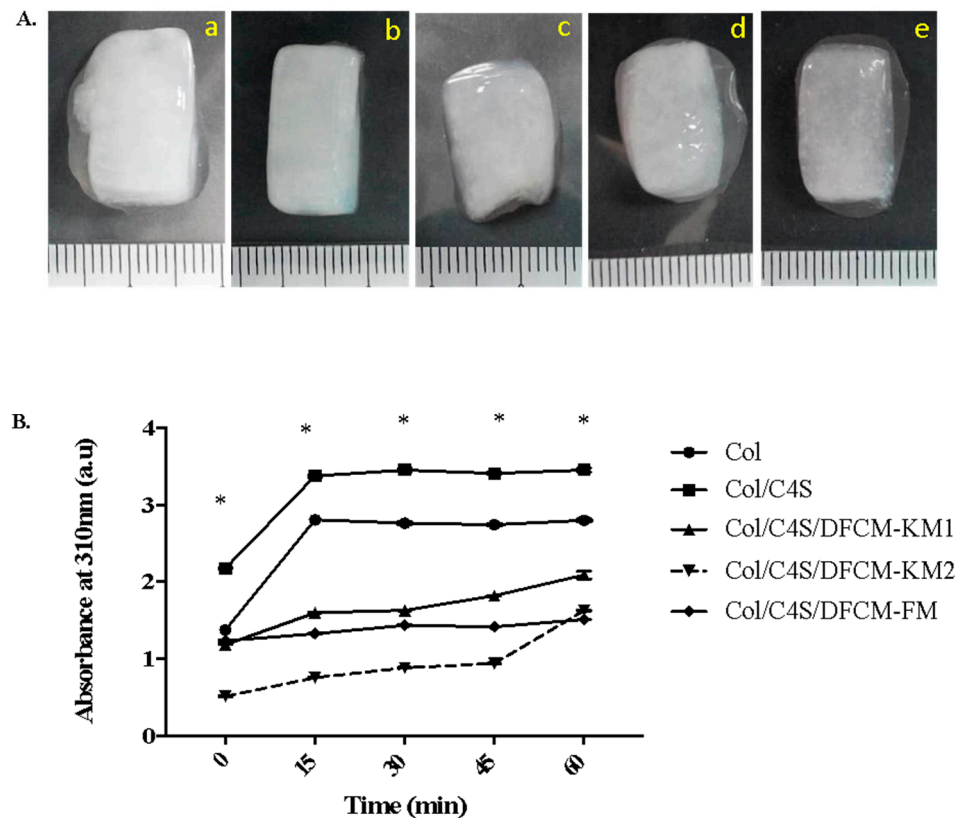 A.
a
b
c
d
e
B.
Absorbance at 310nm (a.u)
4
3
2
1
0
*
*
*
*
*
0
15
30
45
60
Time (min)
Col
Col/C4S
Col/C4S/DFCM-KM1
Col/C4S/DFCM-KM2
Col/C4S/DFCM-FM